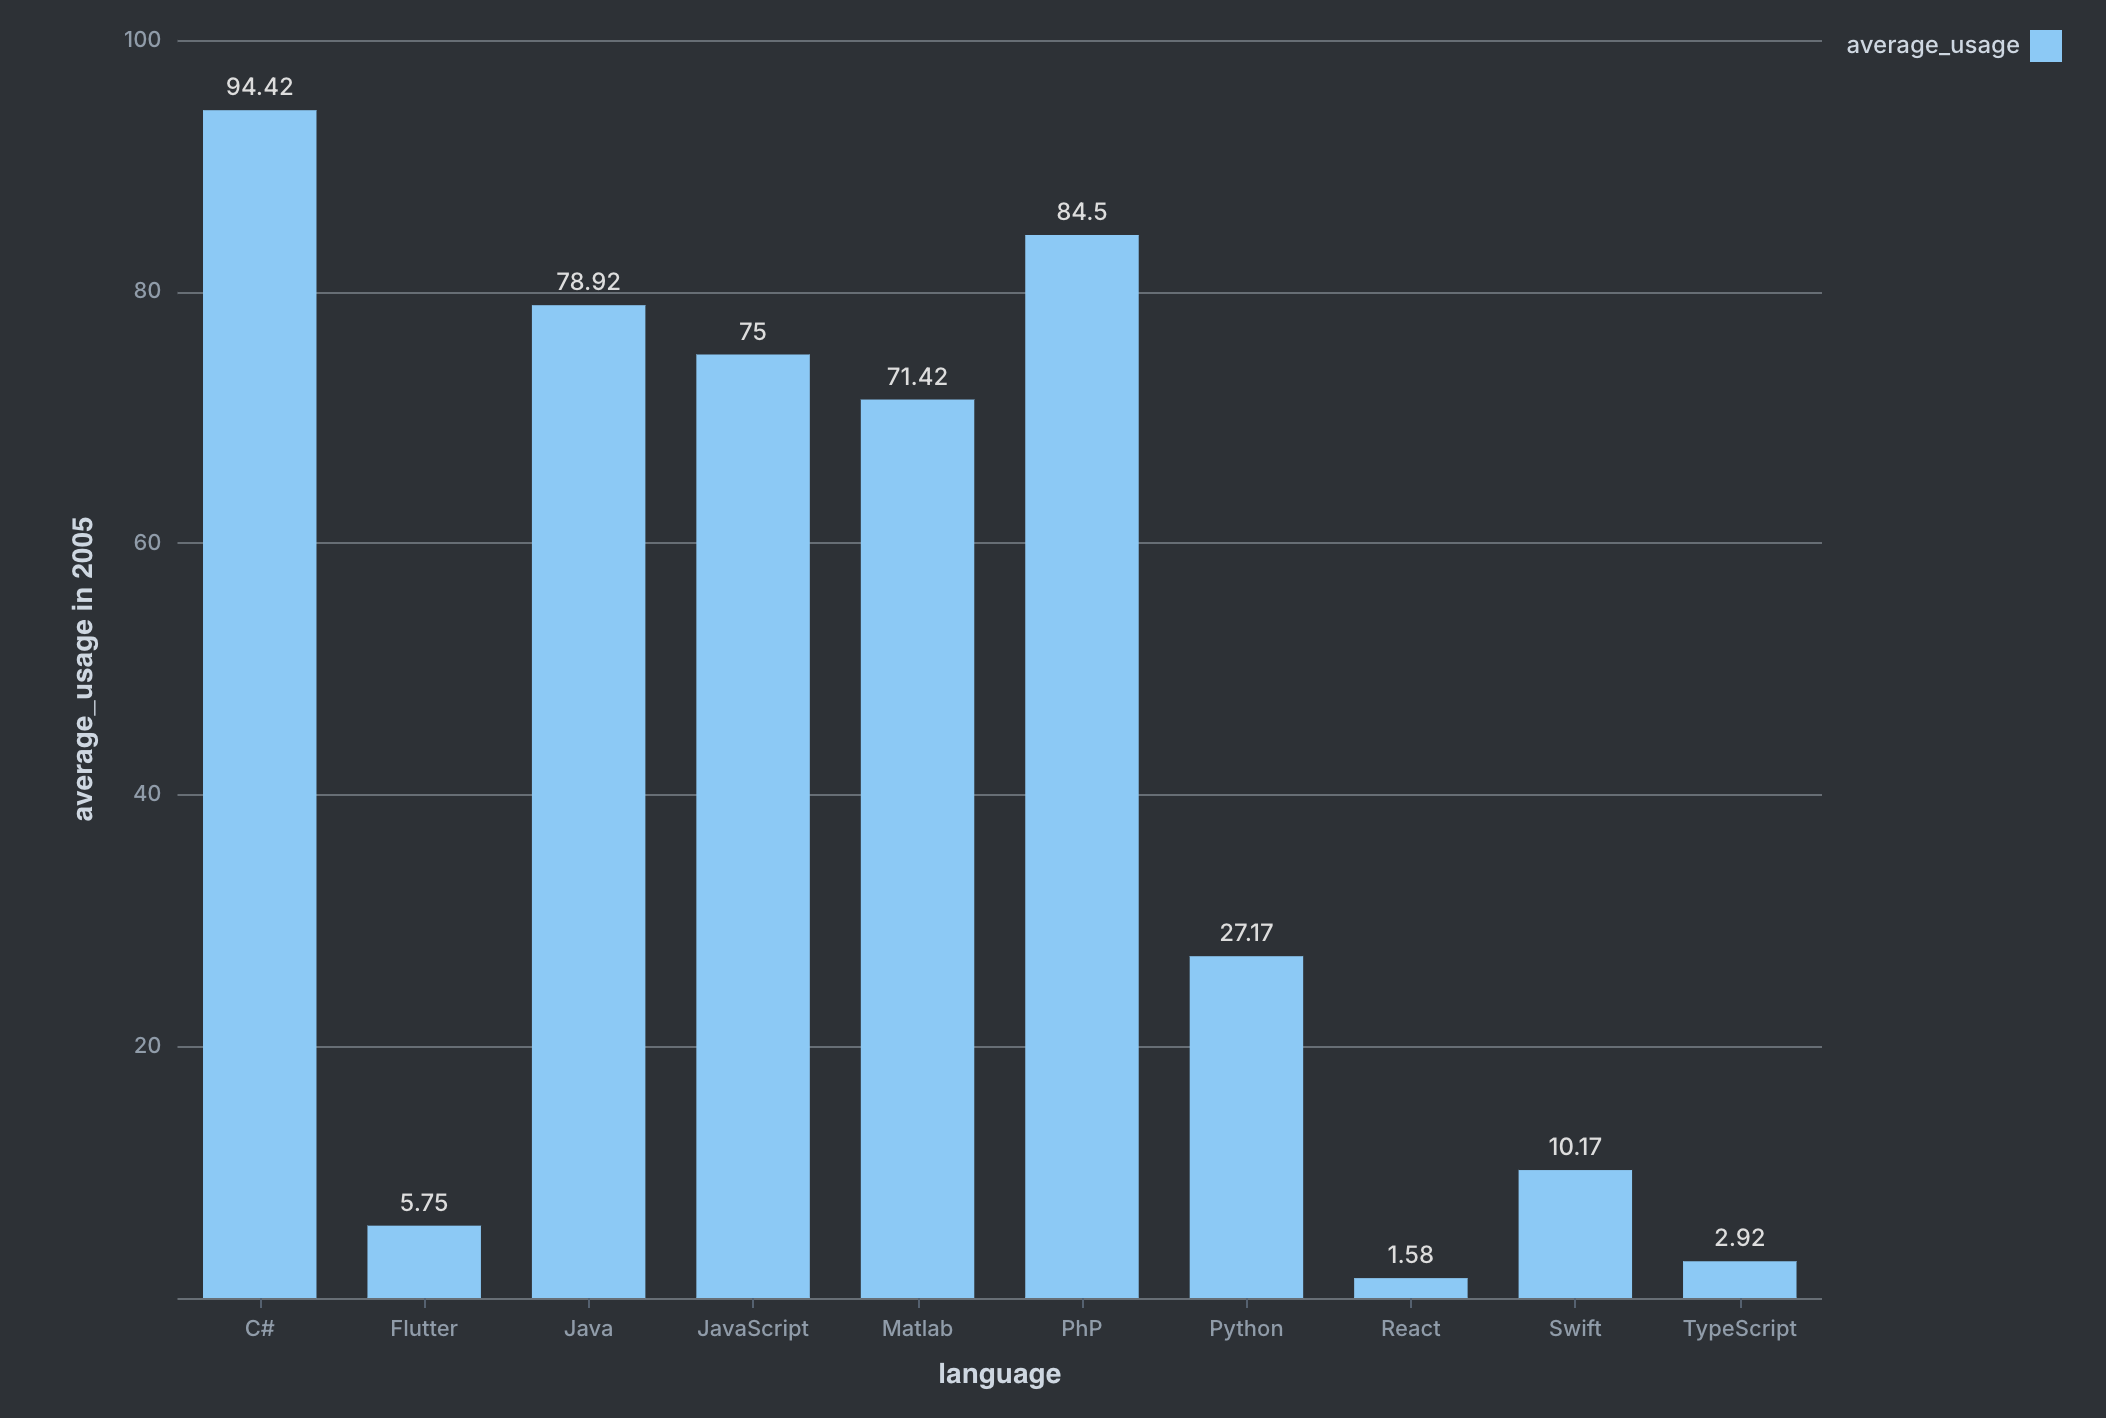 average_usage
100
80
60
40
20
average_usage in 2005
94.42
5.75
78.92
75
71.42
84.5
27.17
1.58
10.17
2.92
C#
Flutter
Java
JavaScript
Matlab
PhP
Python
React
Swift
TypeScript
language